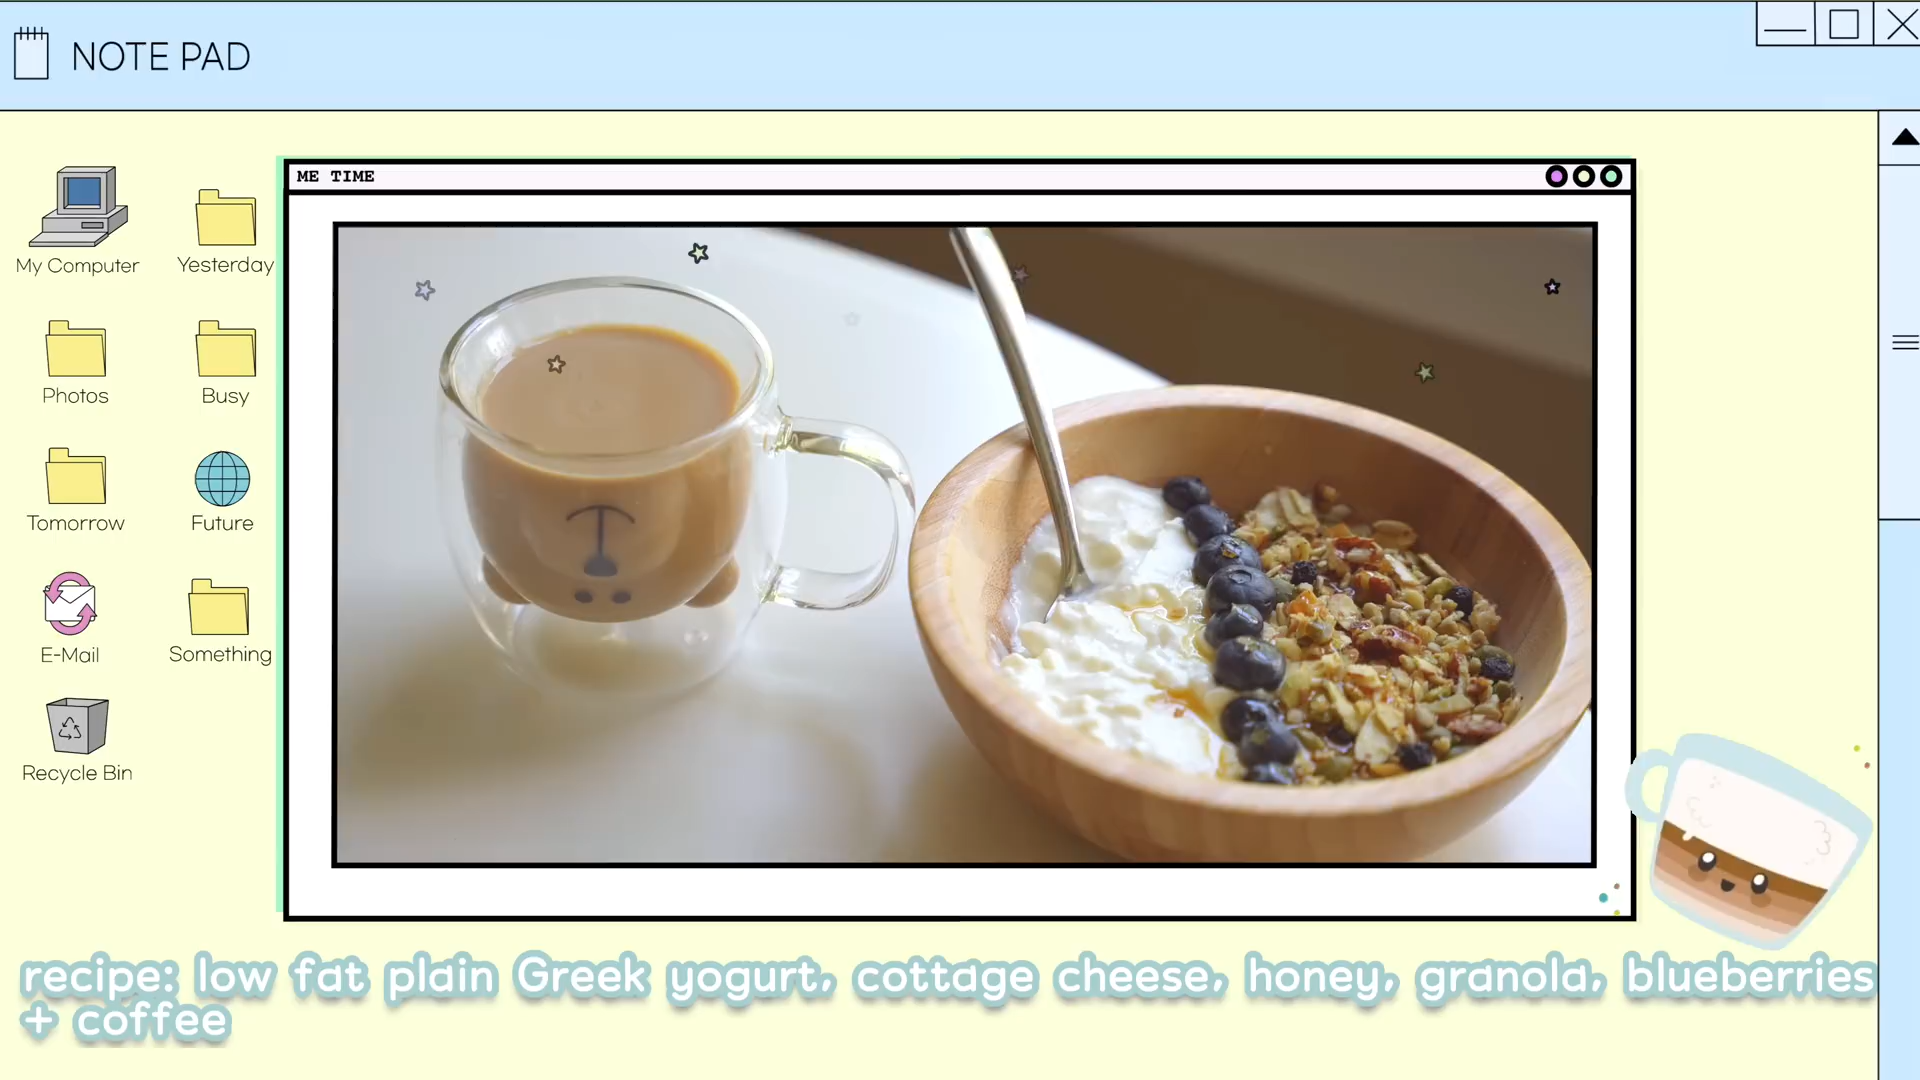 NOTE PAD
ME TIME
My Computer
Yesterday
Photos
Busy
Tomorrow
Future
E-Mail
Something
Recycle Bin
recipe: low fat plain Greek yogurt, cottage cheese, honey, granola, blueberries
+ coffee